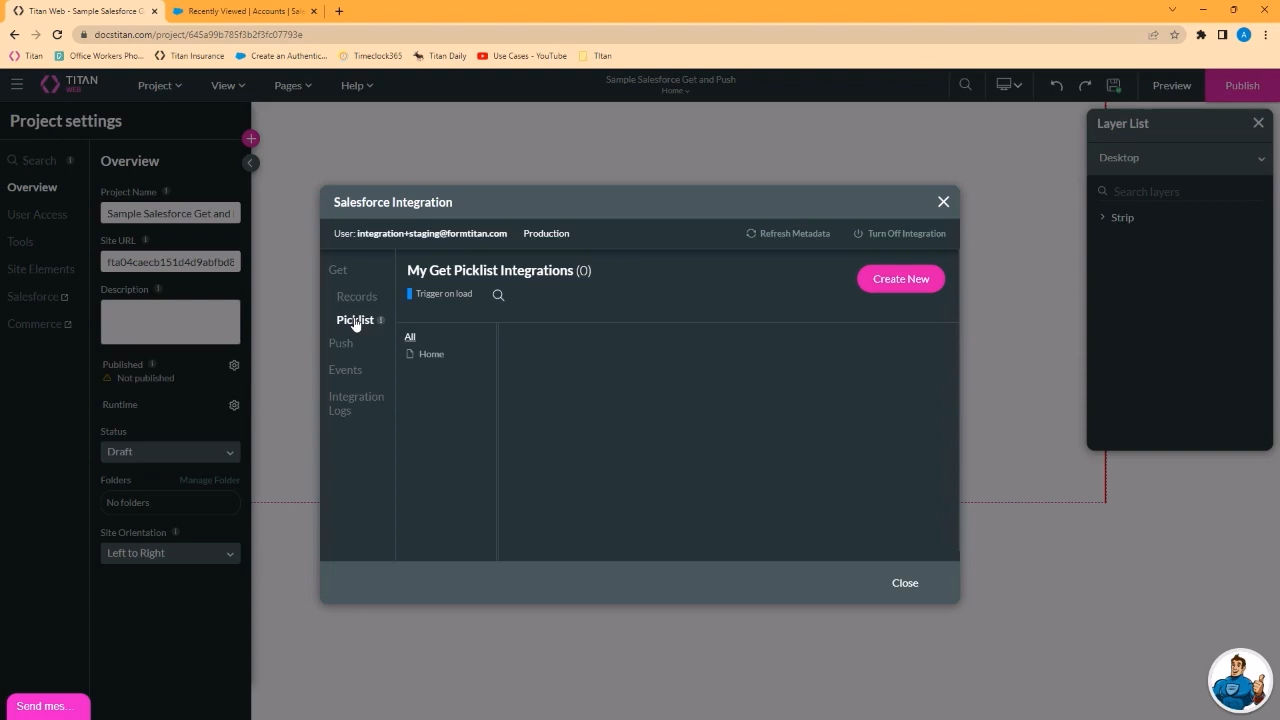 Titan Web - Sample Salesforce G
Recently Viewed | Accounts | Sale
docstitan.com/project/645a99b785f3b2f3fc07793e
A
Titan
Office Workers Pho...
Titan Insurance
Create an Authentic...
Timeclock365
Titan Daily
Use Cases - YouTube
Titan
TITAN
WEB
Project
View
Pages
Help
Sample Salesforce Get and Push
Home
Preview
Publish
Project settings
Search
Overview
User Access
Tools
Site Elements
Salesforce
Commerce
Overview
Project Name
Sample Salesforce Get and
Site URL
fta04caecb151d4d9abfbd8
Description
Published
Not published
Runtime
Status
Draft
Folders
Manage Folder
No folders
Site Orientation
Left to Right
Send mes...
Salesforce Integration
User: integration+staging@formtitan.com
Production
Refresh Metadata
Turn Off Integration
Get
Records
Picklist
Push
Events
Integration
Logs
My Get Picklist Integrations (0)
Create New
Trigger on load
All
Home
Close
Layer List
Desktop
Search layers
Strip